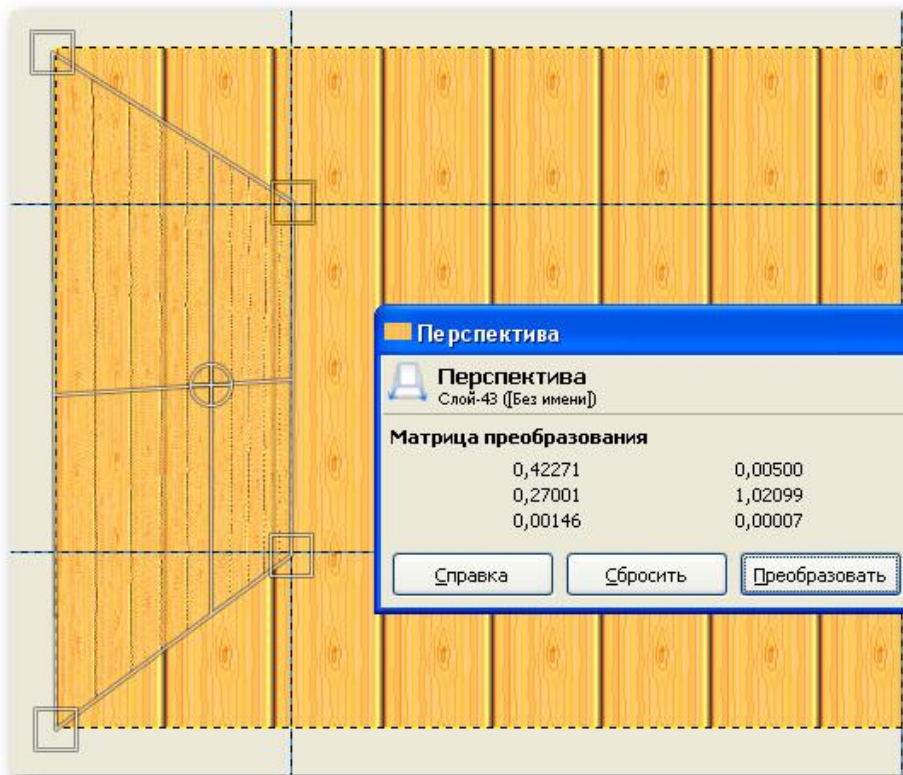 Перспектива
Перспектива
Слой-43 ([Без имени])
Матрица преобразования
0,42271 0,00500
0,27001 1,02099
0,00146 0,00007
Справка Сбросить Преобразовать